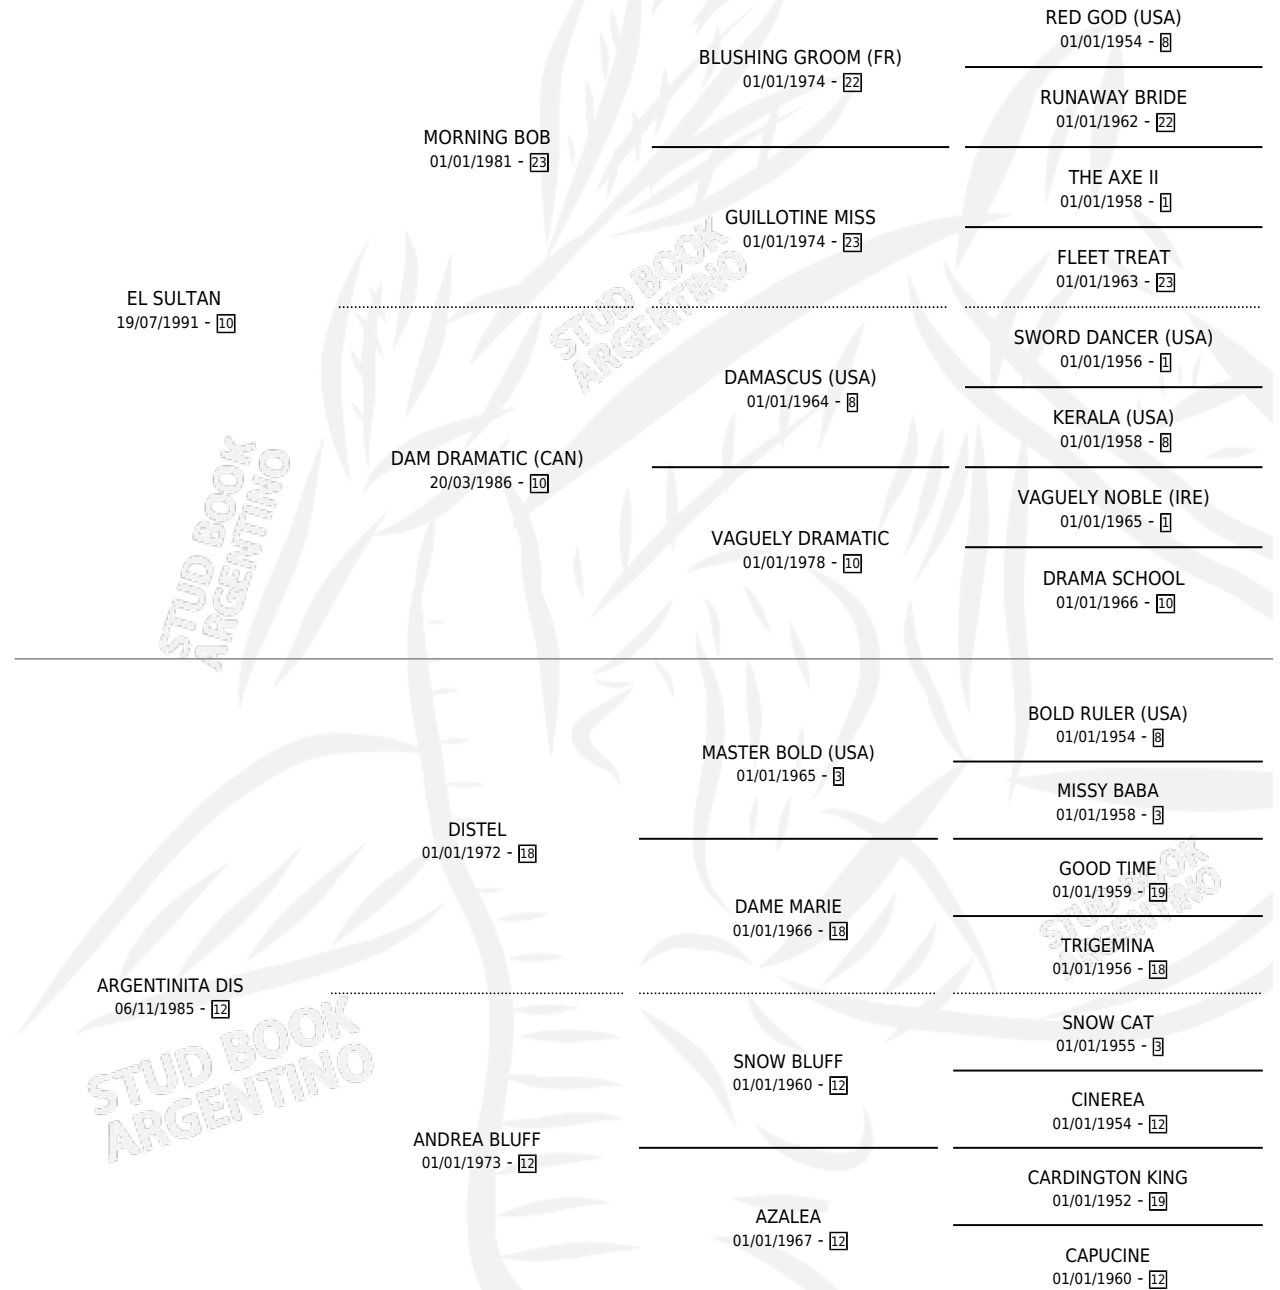 RED GOD (USA)
01/01/1954 - 8
BLUSHING GROOM (FR)
01/01/1974 - 22
RUNAWAY BRIDE
01/01/1962 - 22
MORNING BOB
01/01/1981 - 23
THE AXE II
01/01/1958 - 1
GUILLOTINE MISS
01/01/1974 - 23
FLEET TREAT
01/01/1963 - 23
EL SULTAN
19/07/1991 - 10
STUD BOOK
ARGENTINO
SWORD DANCER (USA)
01/01/1956 - 1
DAMASCUS (USA)
01/01/1964 - 8
KERALA (USA)
01/01/1958 - 8
DAM DRAMATIC (CAN)
20/03/1986 - 10
VAGUELY NOBLE (IRE)
01/01/1965 - 1
VAGUELY DRAMATIC
01/01/1978 - 10
DRAMA SCHOOL
01/01/1966 - 10
STUD BOOK
ARGENTINO
BOLD RULER (USA)
01/01/1954 - 8
MASTER BOLD (USA)
01/01/1965 - 3
MISSY BABA
01/01/1958 - 3
DISTEL
01/01/1972 - 18
GOOD TIME
01/01/1959 - 19
DAME MARIE
01/01/1966 - 18
TRIGEMINA
01/01/1956 - 18
STUD BOOK
ARGENTINO
ARGENTINITA DIS
06/11/1985 - 12
SNOW CAT
01/01/1955 - 3
SNOW BLUFF
01/01/1960 - 12
CINEREA
01/01/1954 - 12
STUD BOOK
ARGENTINO
ANDREA BLUFF
01/01/1973 - 12
CARDINGTON KING
01/01/1952 - 19
AZALEA
01/01/1967 - 12
CAPUCINE
01/01/1960 - 12